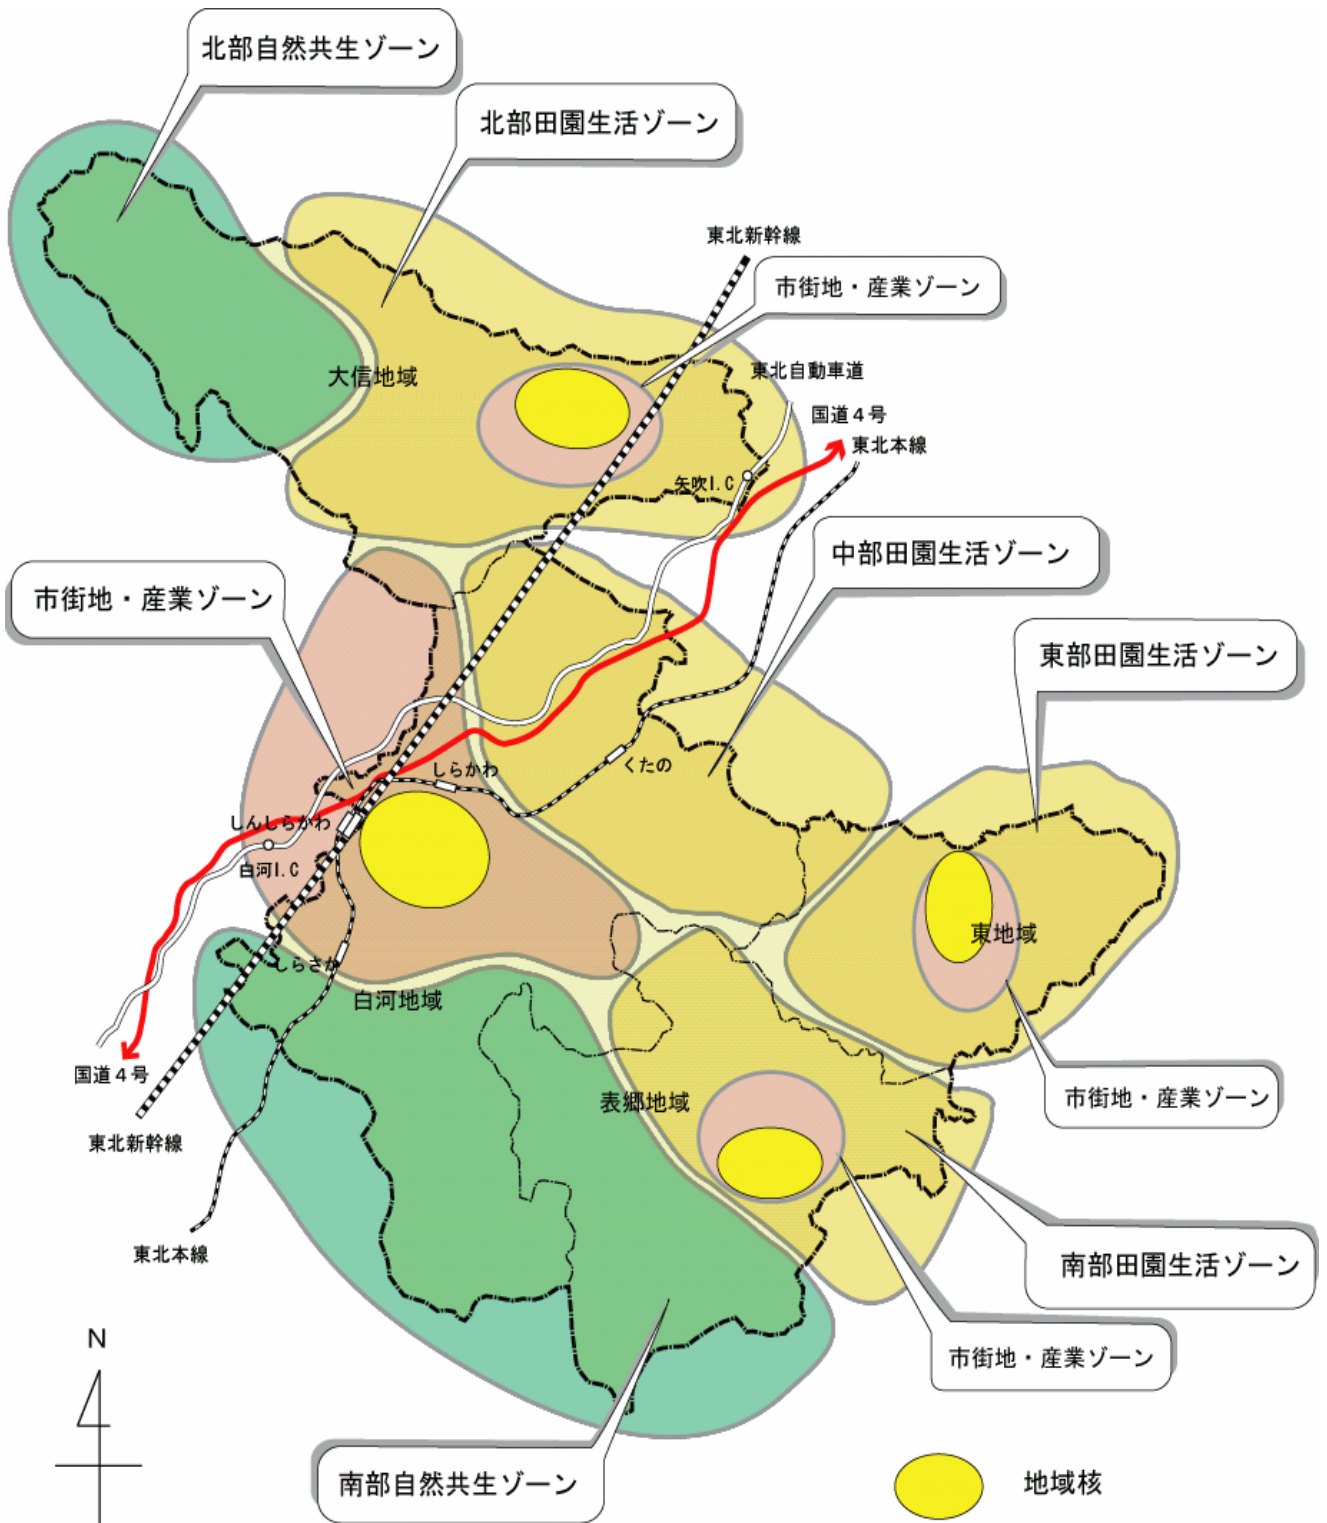 北部自然共生ゾーン
北部田園生活ゾーン
東北新幹線
市街地・産業ゾーン
東北自動車道
大信地域
国道４号
東北本線
矢吹I.C
中部田園生活ゾーン
市街地・産業ゾーン
東部田園生活ゾーン
しらかわ
くたの
しんしらかわ
白河I.C
東地域
しらさか
白河地域
国道４号
市街地・産業ゾーン
表郷地域
東北新幹線
東北本線
南部田園生活ゾーン
市街地・産業ゾーン
N
南部自然共生ゾーン
地域核